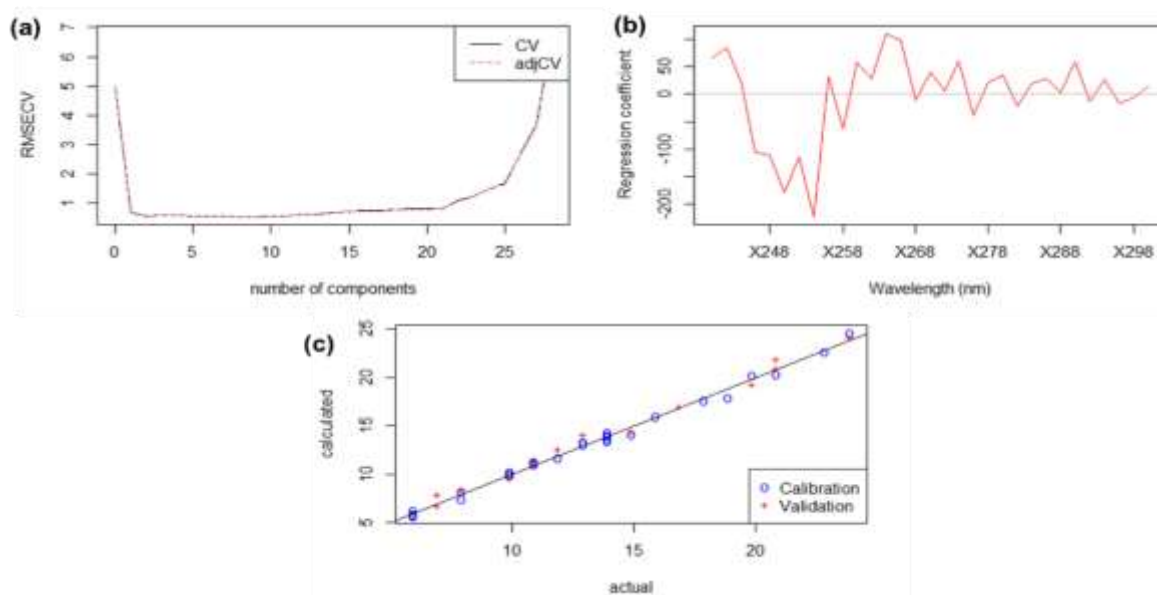 (a)
7
6
5
4
3
2
1
RMSECV
CV
adjCV
0 5 10 15 20 25
number of components
(b)
50
0
-100
-200
Regression coefficient
X248 X258 X268 X278 X288 X298
Wavelength (nm)
(c)
25
20
15
10
5
calculated
Calibration
Validation
10 15 20
actual